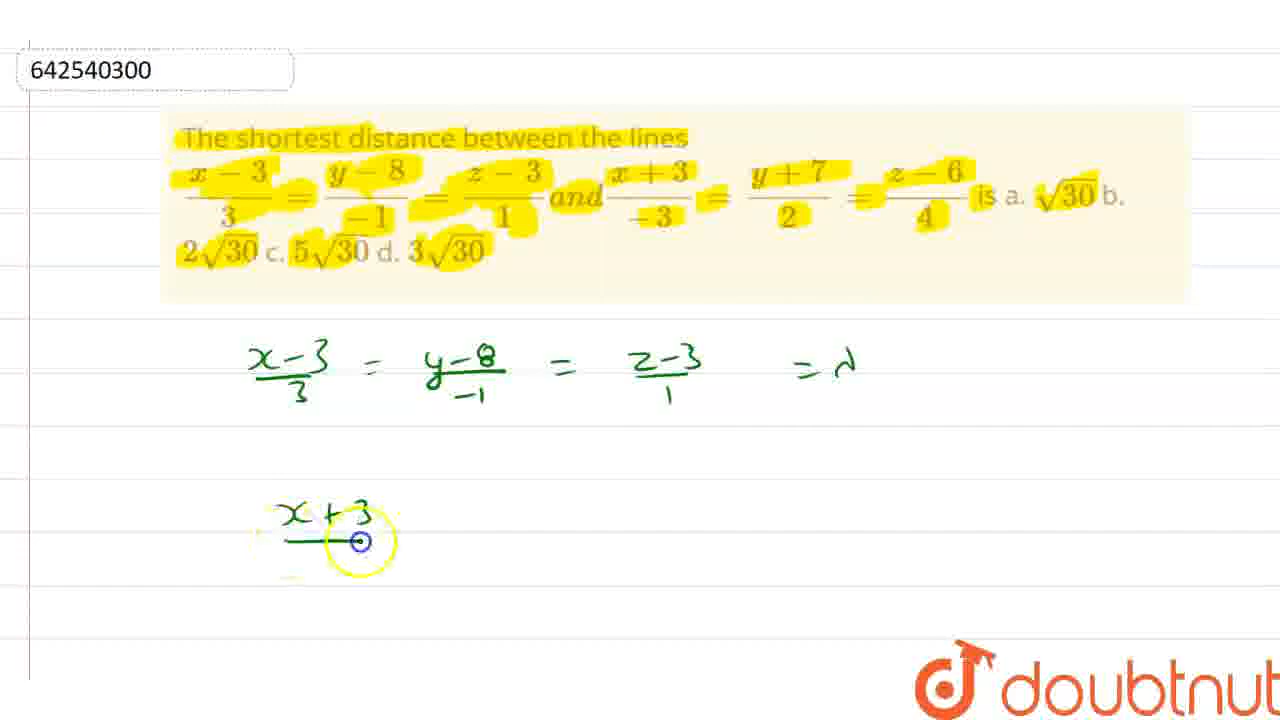 642540300
The shortest distance between the lines
x − 3 / 3 = y − 8 / −1 = z − 3 / 1 and x + 3 / −3 = y + 7 / 2 = z − 6 / 4 is a. √30 b.
2√30 c. 5√30 d. 3√30
x − 3 / 3 = y − 8 / −1 = z − 3 / 1 = λ
x + 3
doubtnut